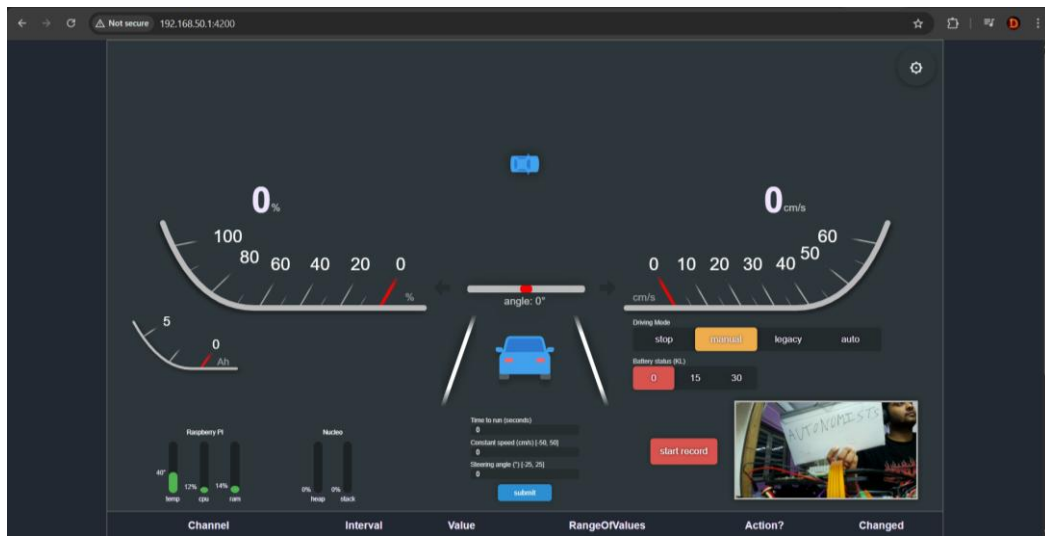 Not secure 192.168.50.1:4200
D
0 %
0 cm/s
100
80
60
40
20
0
%
0
10
20
30
40
50
60
cm/s
angle: 0°
5
0
Ah
Driving Mode
stop manual legacy auto
Battery status (KL)
0 15 30
Raspberry PI
40°
12%
14%
temp cpu ram
Nucleo
0% 0%
heap stack
Time to run (seconds)
0
Constant speed (cm/s) [-50, 50]
0
Steering angle (°) [-25, 25]
0
submit
start record
AUTONOMISTS
Channel Interval Value RangeOfValues Action? Changed